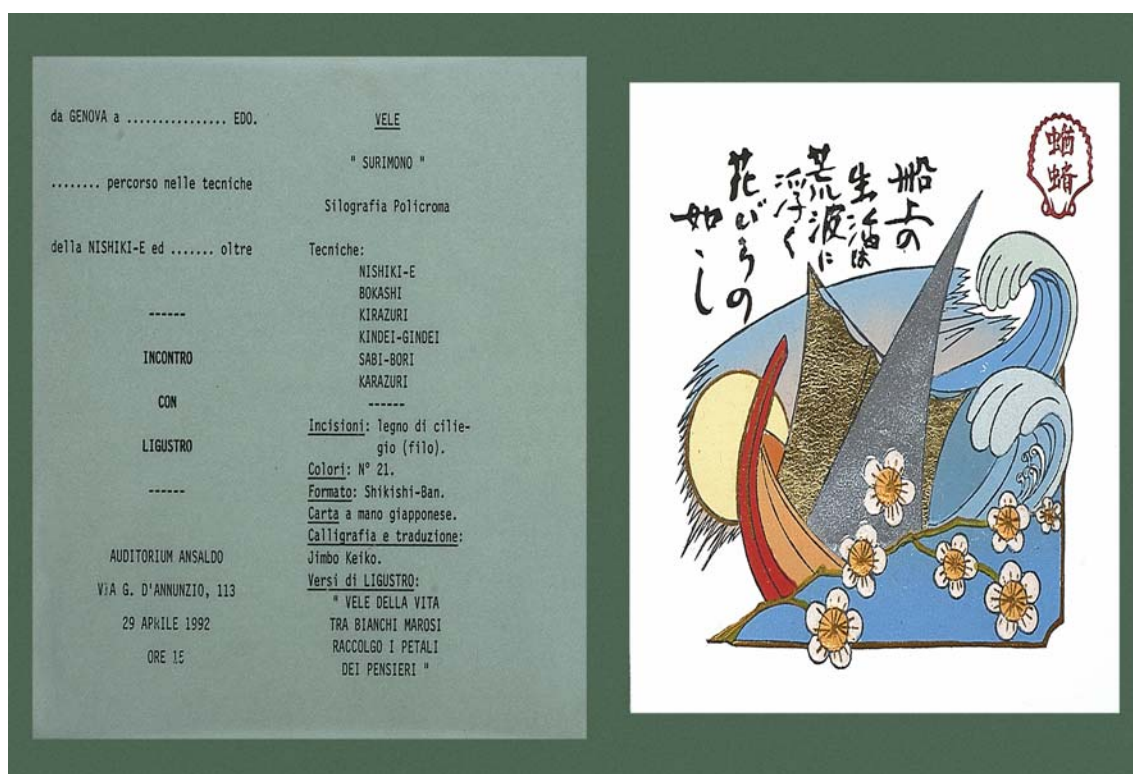 da GENOVA a ................ EDO.
........ percorso nelle tecniche
della NISHIKI-E ed ....... oltre
------
INCONTRO
CON
LIGUSTRO
------
AUDITORIUM ANSALDO
VIA G. D'ANNUNZIO, 113
29 APRILE 1992
ORE 15
VELE
" SURIMONO "
Silografia Policroma
Tecniche:
NISHIKI-E
BOKASHI
KIRAZURI
KINDEI-GINDEI
SABI-BORI
KARAZURI
------
Incisioni: legno di cilie-
gio (filo).
Colori: N° 21.
Formato: Shikishi-Ban.
Carta a mano giapponese.
Calligrafia e traduzione:
Jimbo Keiko.
Versi di LIGUSTRO:
" VELE DELLA VITA
TRA BIANCHI MAROSI
RACCOLGO I PETALI
DEI PENSIERI "
船上の
生活は
荒波に
浮く
花びらの
如し